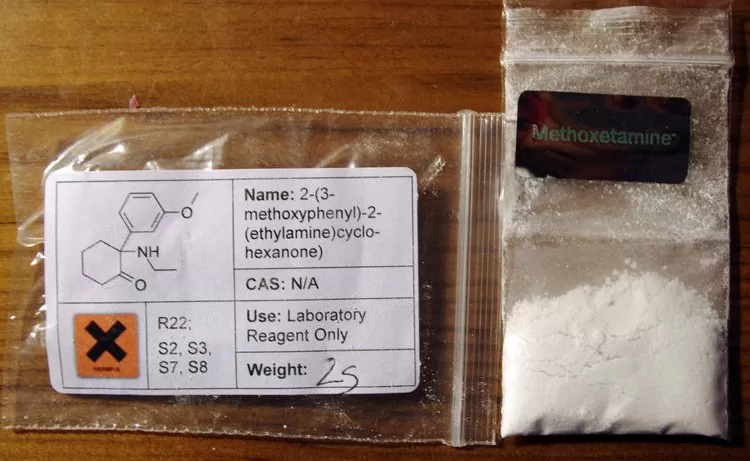 Name: 2-(3-
methoxyphenyl)-2-
(ethylamine)cyclo-
hexanone)
O
NH
O
CAS: N/A
R22;
S2, S3,
S7, S8
HARMFUL
Use: Laboratory
Reagent Only
Weight: 2g
Methoxetamine